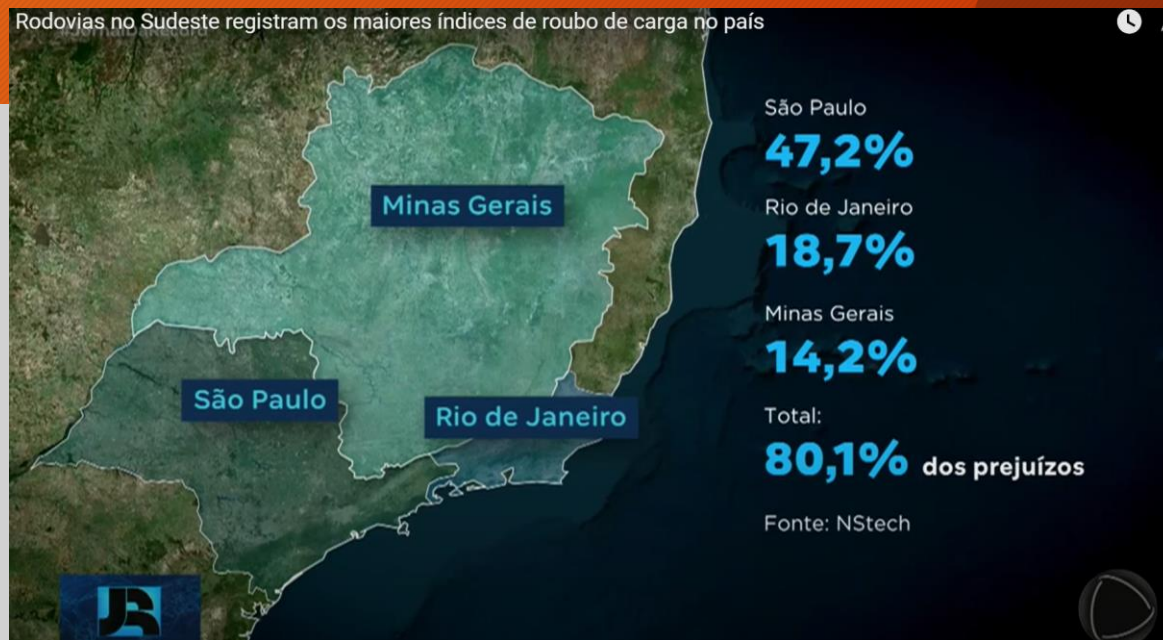 Rodovias no Sudeste registram os maiores índices de roubo de carga no país
#JornalDaRecord
São Paulo
47,2%
Rio de Janeiro
18,7%
Minas Gerais
14,2%
Total:
80,1% dos prejuízos
Fonte: NStech
Minas Gerais
São Paulo
Rio de Janeiro
JR